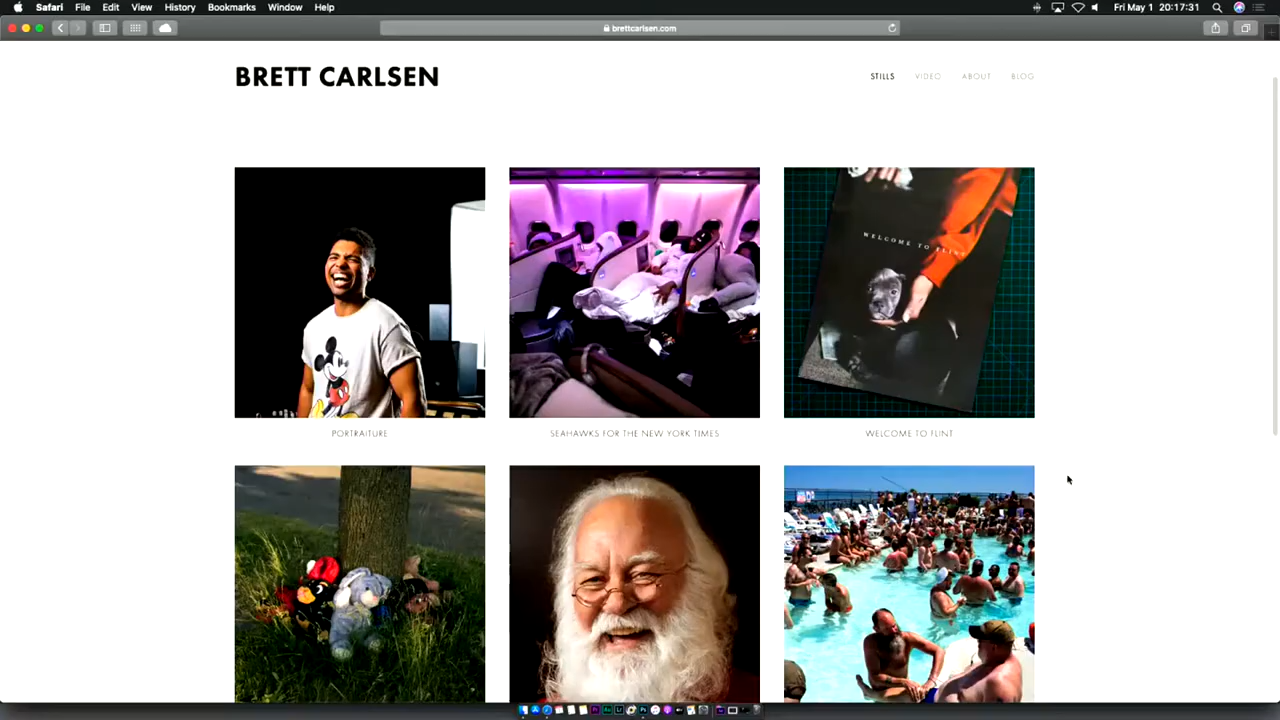 Safari File Edit View History Bookmarks Window Help
Fri May 1 20:17:31
brettcarlsen.com
BRETT CARLSEN
STILLS VIDEO ABOUT BLOG
WELCOME TO FLINT
PORTRAITURE
SEAHAWKS FOR THE NEW YORK TIMES
WELCOME TO FLINT